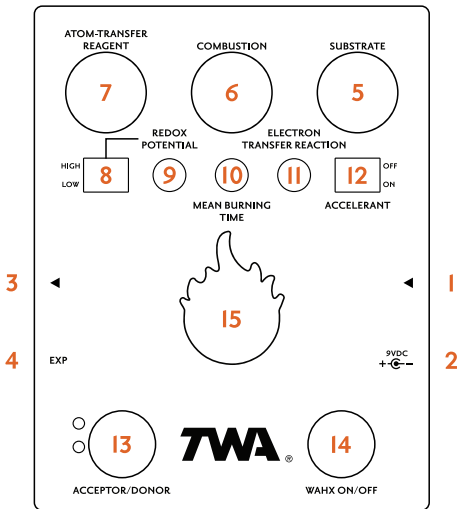 ATOM-TRANSFER
REAGENT
COMBUSTION
SUBSTRATE
7
6
5
REDOX
POTENTIAL
ELECTRON
TRANSFER REACTION
HIGH
LOW
8
9
10
11
12
OFF
ON
MEAN BURNING
TIME
ACCELERANT
3
1
15
4
EXP
9VDC
+ -
2
13
TWA®
14
ACCEPTOR/DONOR
WAHX ON/OFF